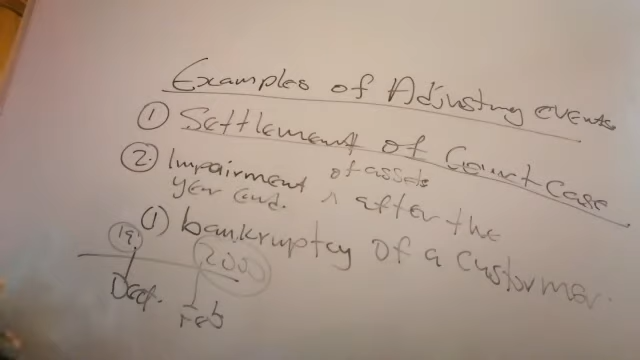 Examples of Adjusting events
① Settlement of Court Case
② Impairment of assets after the
year end.
① bankruptcy of a customer.
19 2000
Dec. Feb